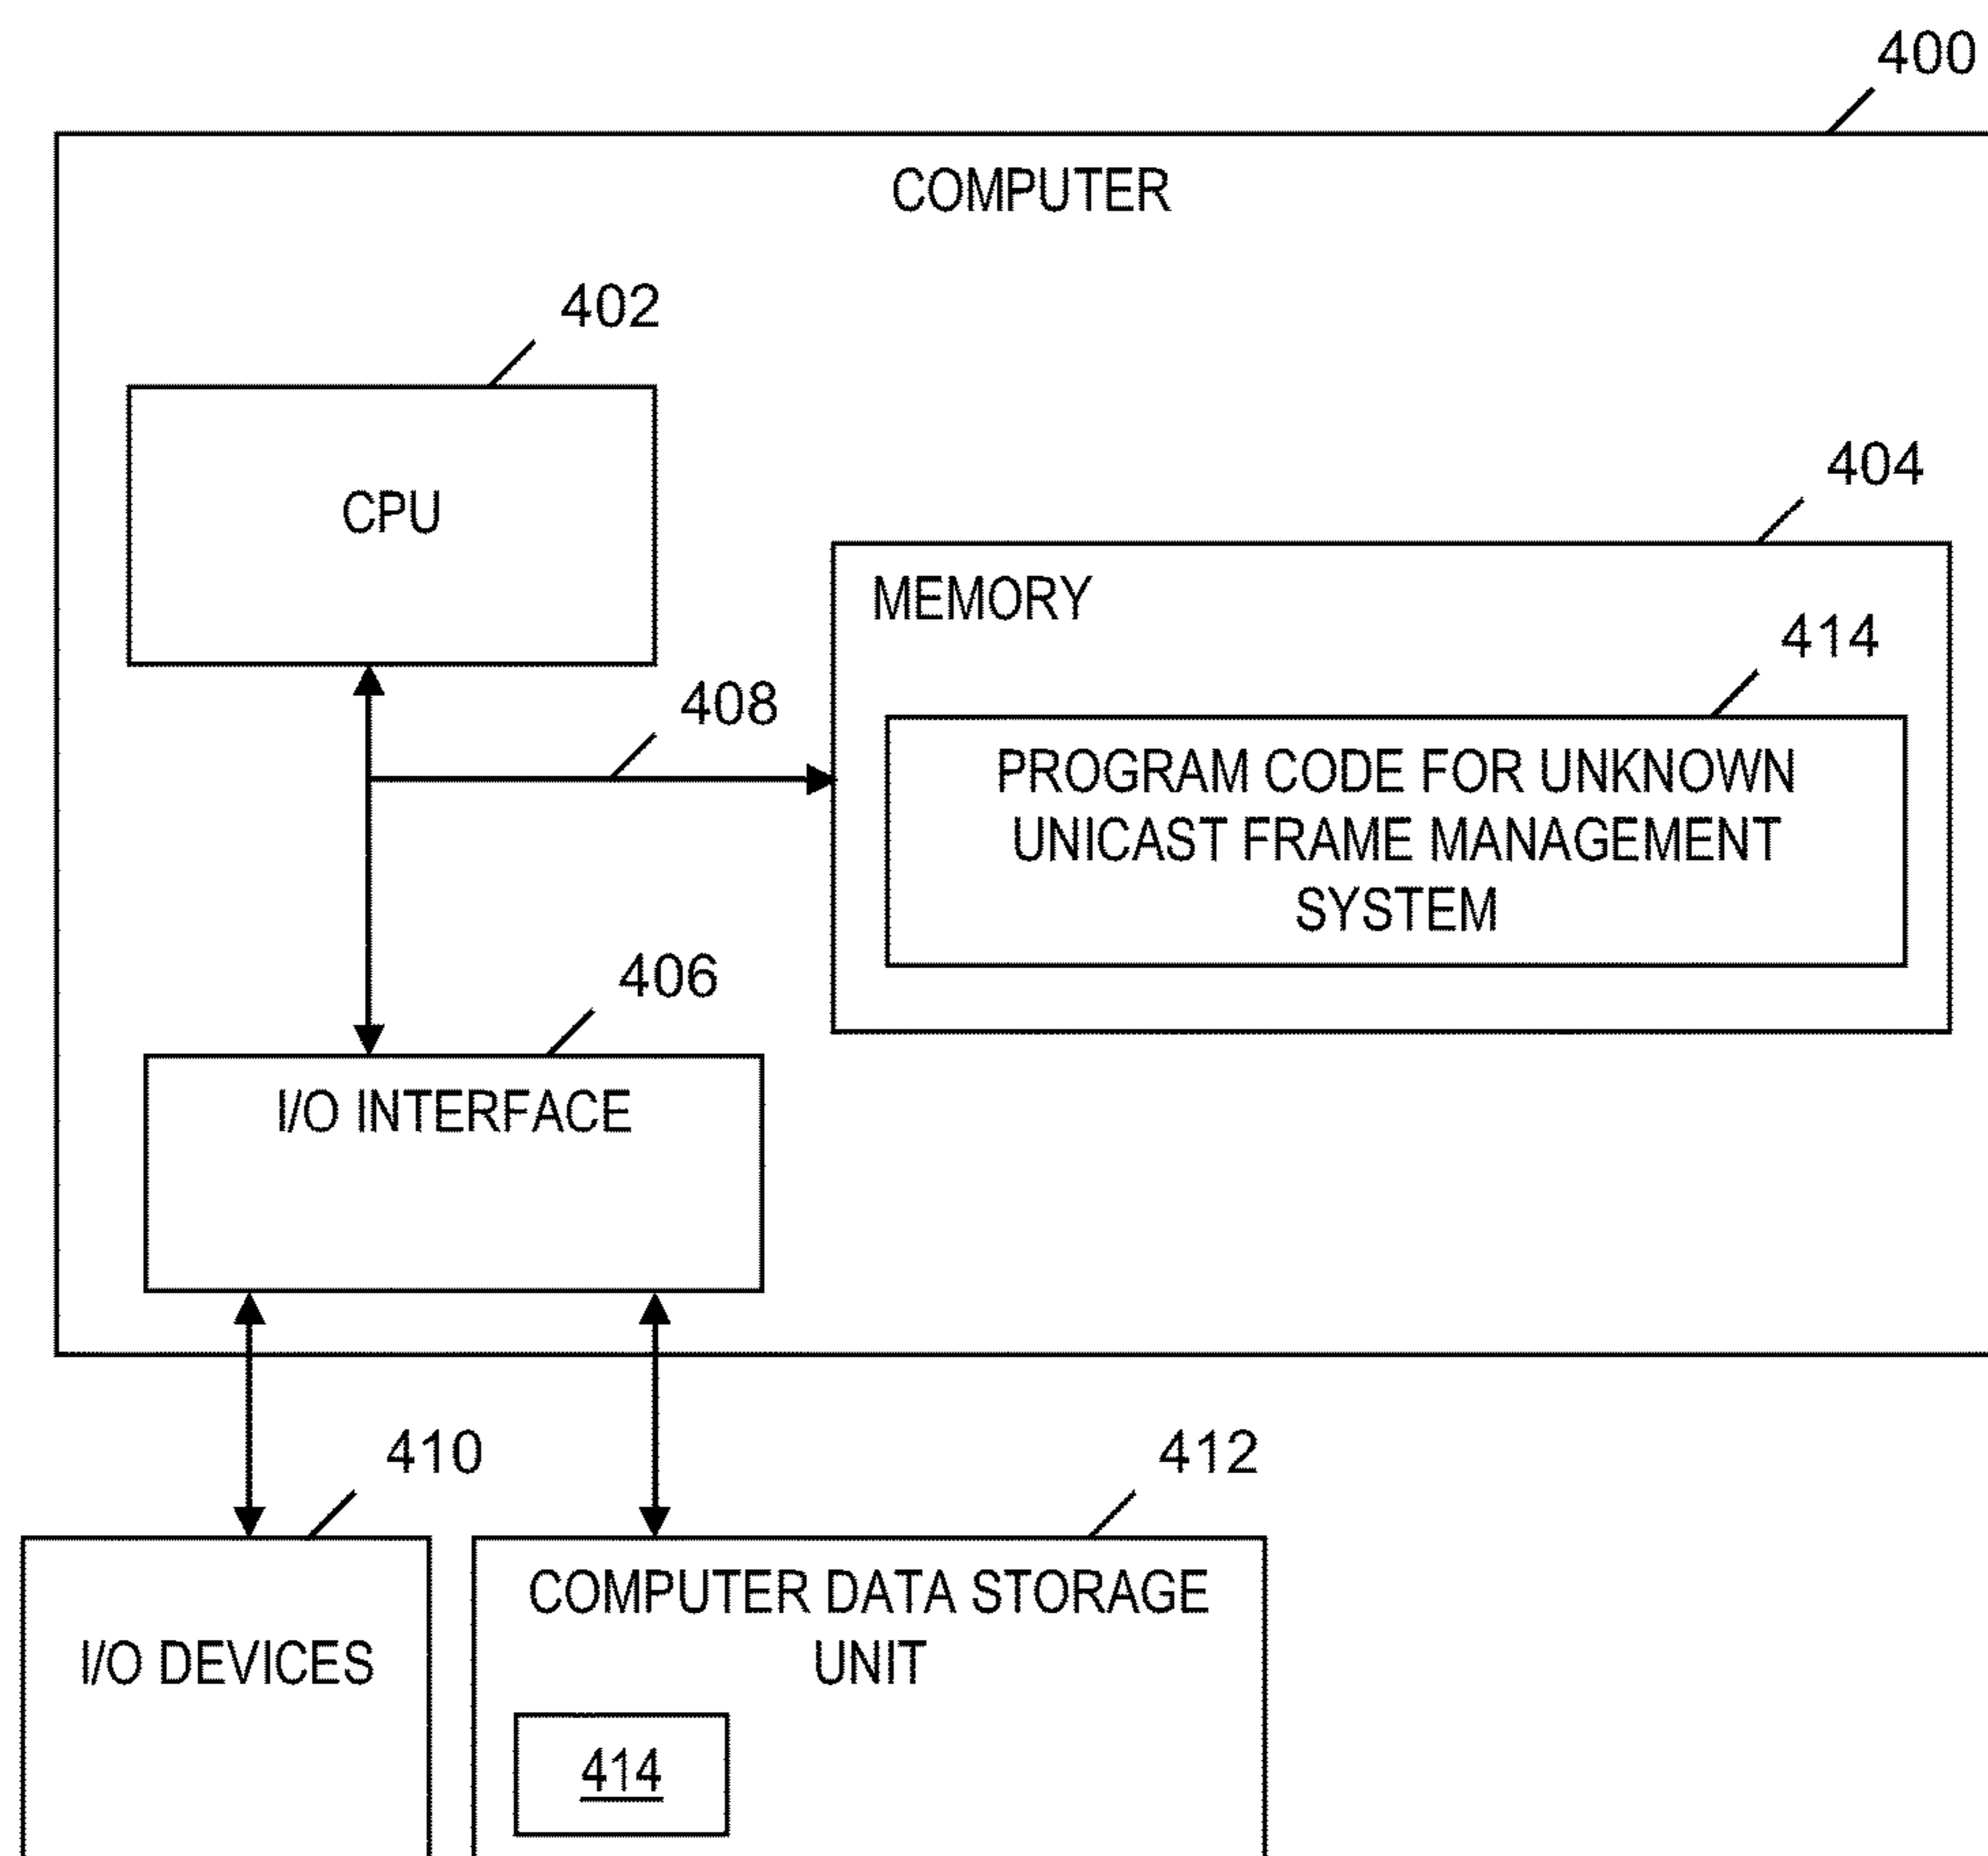 400
COMPUTER
402
CPU
404
MEMORY
414
408
PROGRAM CODE FOR UNKNOWN
UNICAST FRAME MANAGEMENT
SYSTEM
406
I/O INTERFACE
410
412
I/O DEVICES
COMPUTER DATA STORAGE
UNIT
414